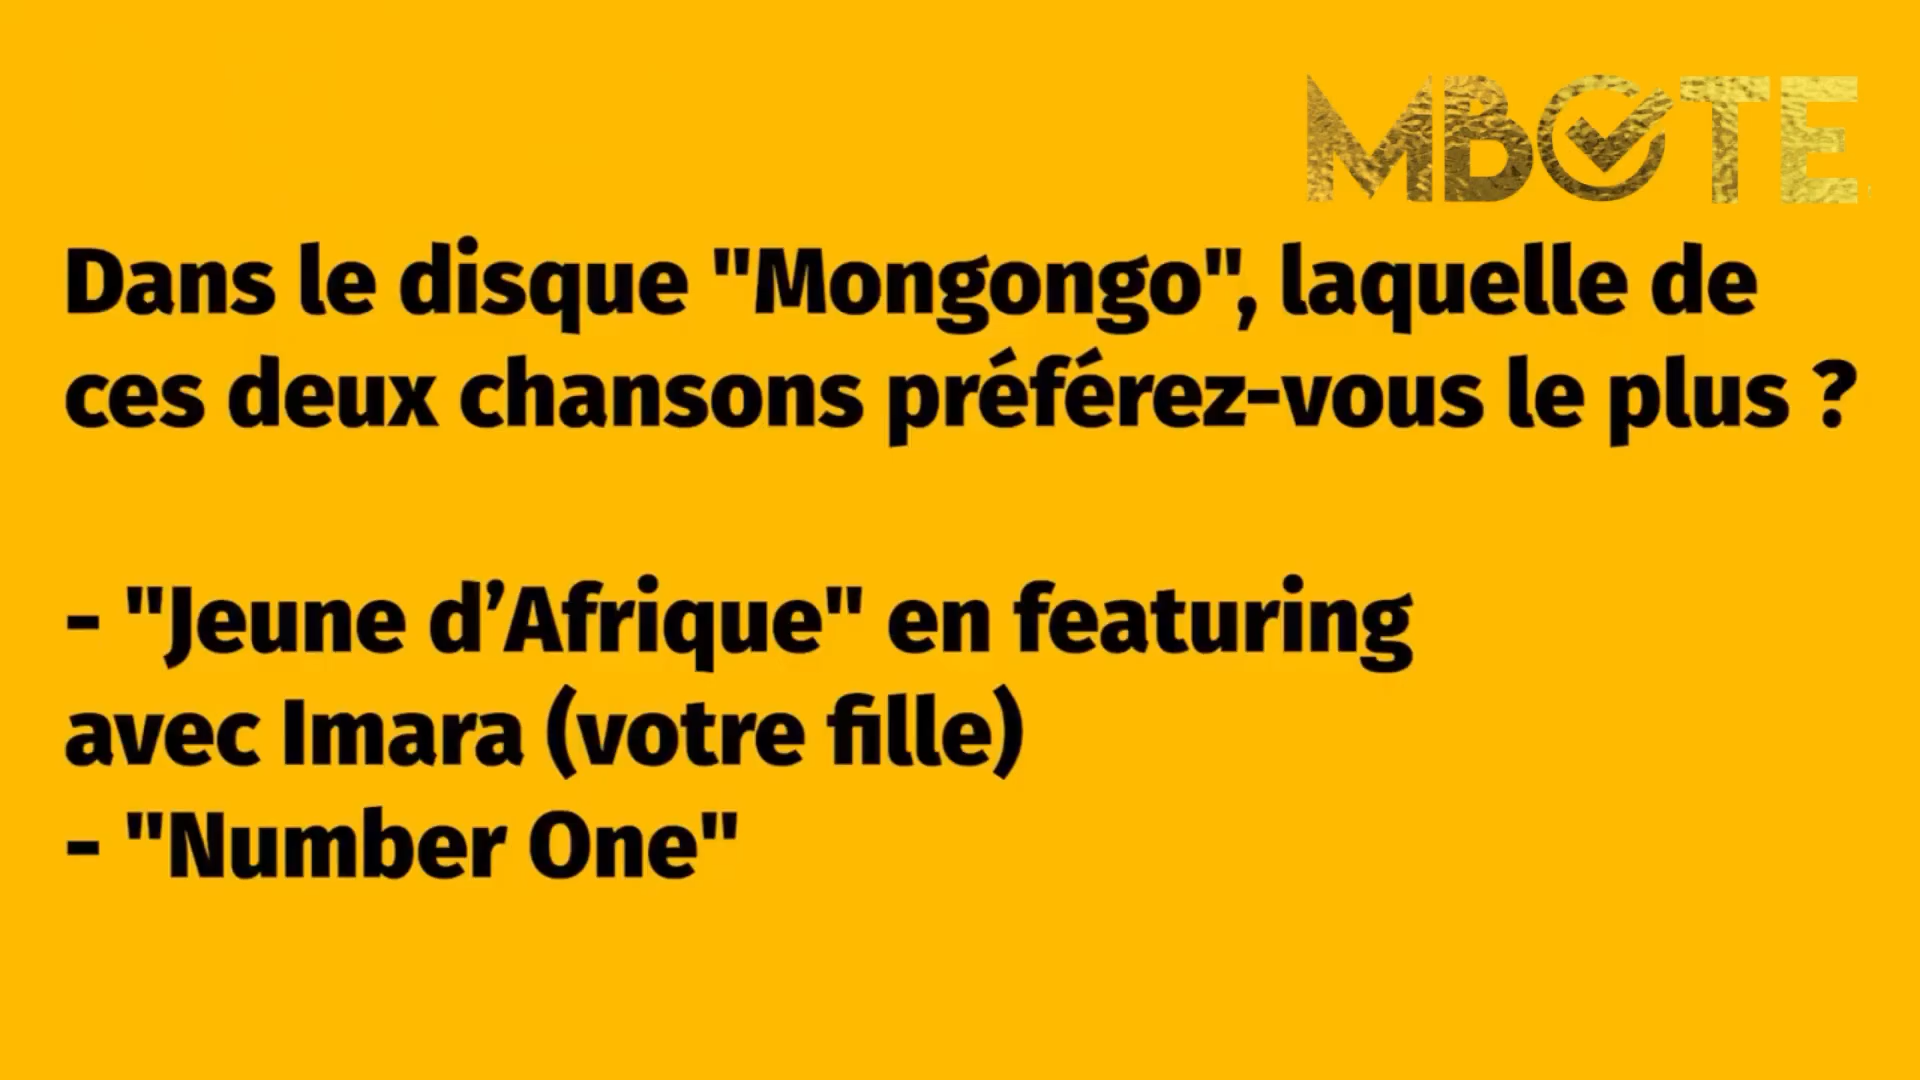 MBOTE
Dans le disque "Mongongo", laquelle de
ces deux chansons préférez-vous le plus ?
- "Jeune d’Afrique" en featuring
avec Imara (votre fille)
- "Number One"